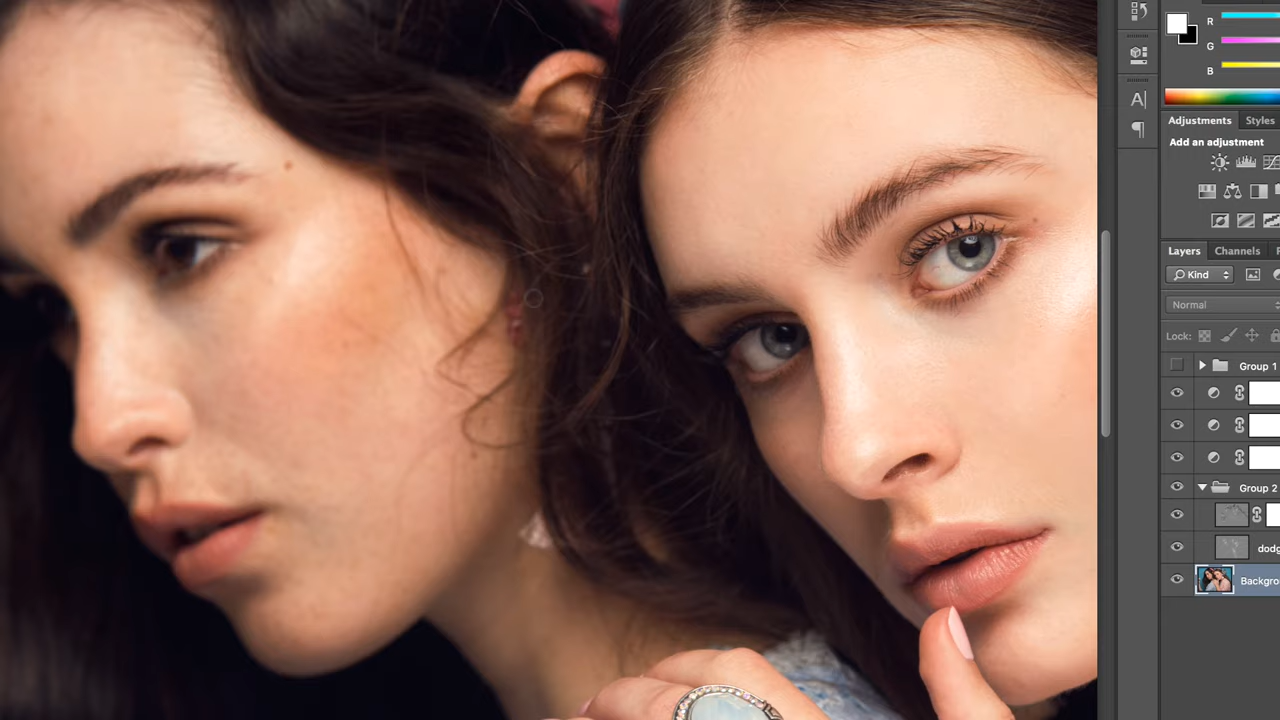 R
G
B
A
Adjustments Styles
Add an adjustment
Layers Channels
Kind
Normal
Lock:
Group 1
Group 2
dodg
Backgro